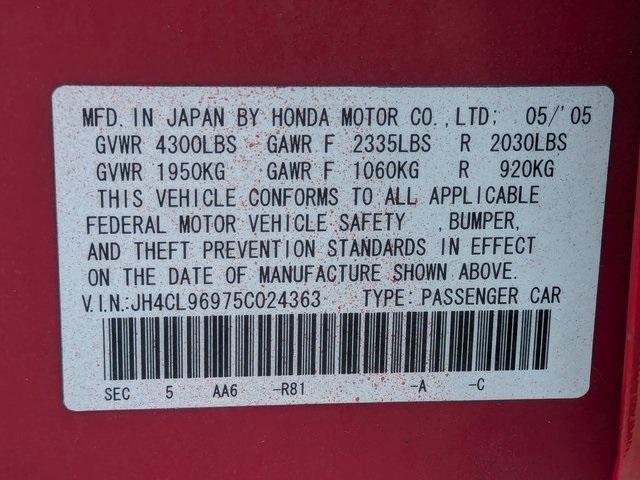 MFD. IN JAPAN BY HONDA MOTOR CO.,LTD; 05/'05
GVWR 4300LBS GAWR F 2335LBS R 2030LBS
GVWR 1950KG GAWR F 1060KG R 920KG
THIS VEHICLE CONFORMS TO ALL APPLICABLE
FEDERAL MOTOR VEHICLE SAFETY ,BUMPER,
AND THEFT PREVENTION STANDARDS IN EFFECT
ON THE DATE OF MANUFACTURE SHOWN ABOVE.
V.I.N.:JH4CL96975C024363 TYPE: PASSENGER CAR
SEC 5 AA6 -R81 -A -C